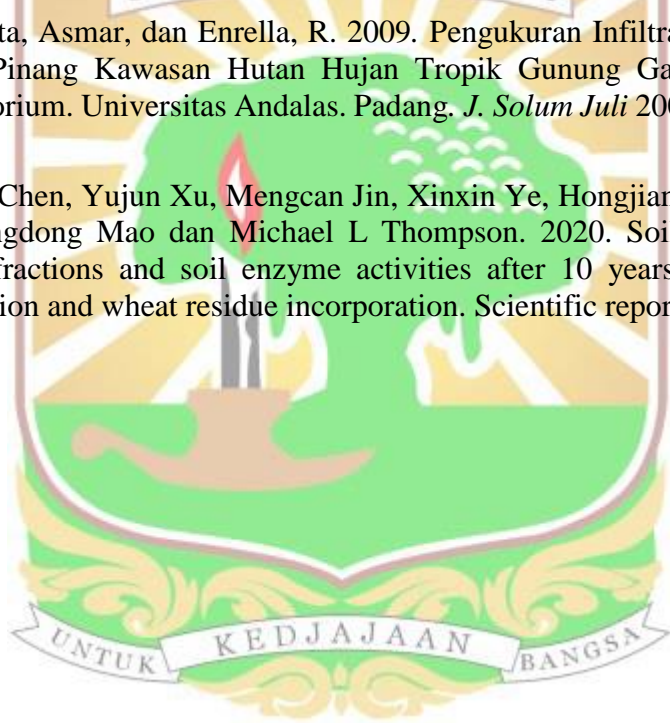 ta, Asmar, dan Enrella, R. 2009. Pengukuran Infiltra
Pinang Kawasan Hutan Hujan Tropik Gunung Ga
orium. Universitas Andalas. Padang. J. Solum Juli 200
Chen, Yujun Xu, Mengcan Jin, Xinxin Ye, Hongjian
ngdong Mao dan Michael L Thompson. 2020. Soi
fractions and soil enzyme activities after 10 years
ion and wheat residue incorporation. Scientific repor
UNTUK KEDJAJAAN BANGSA